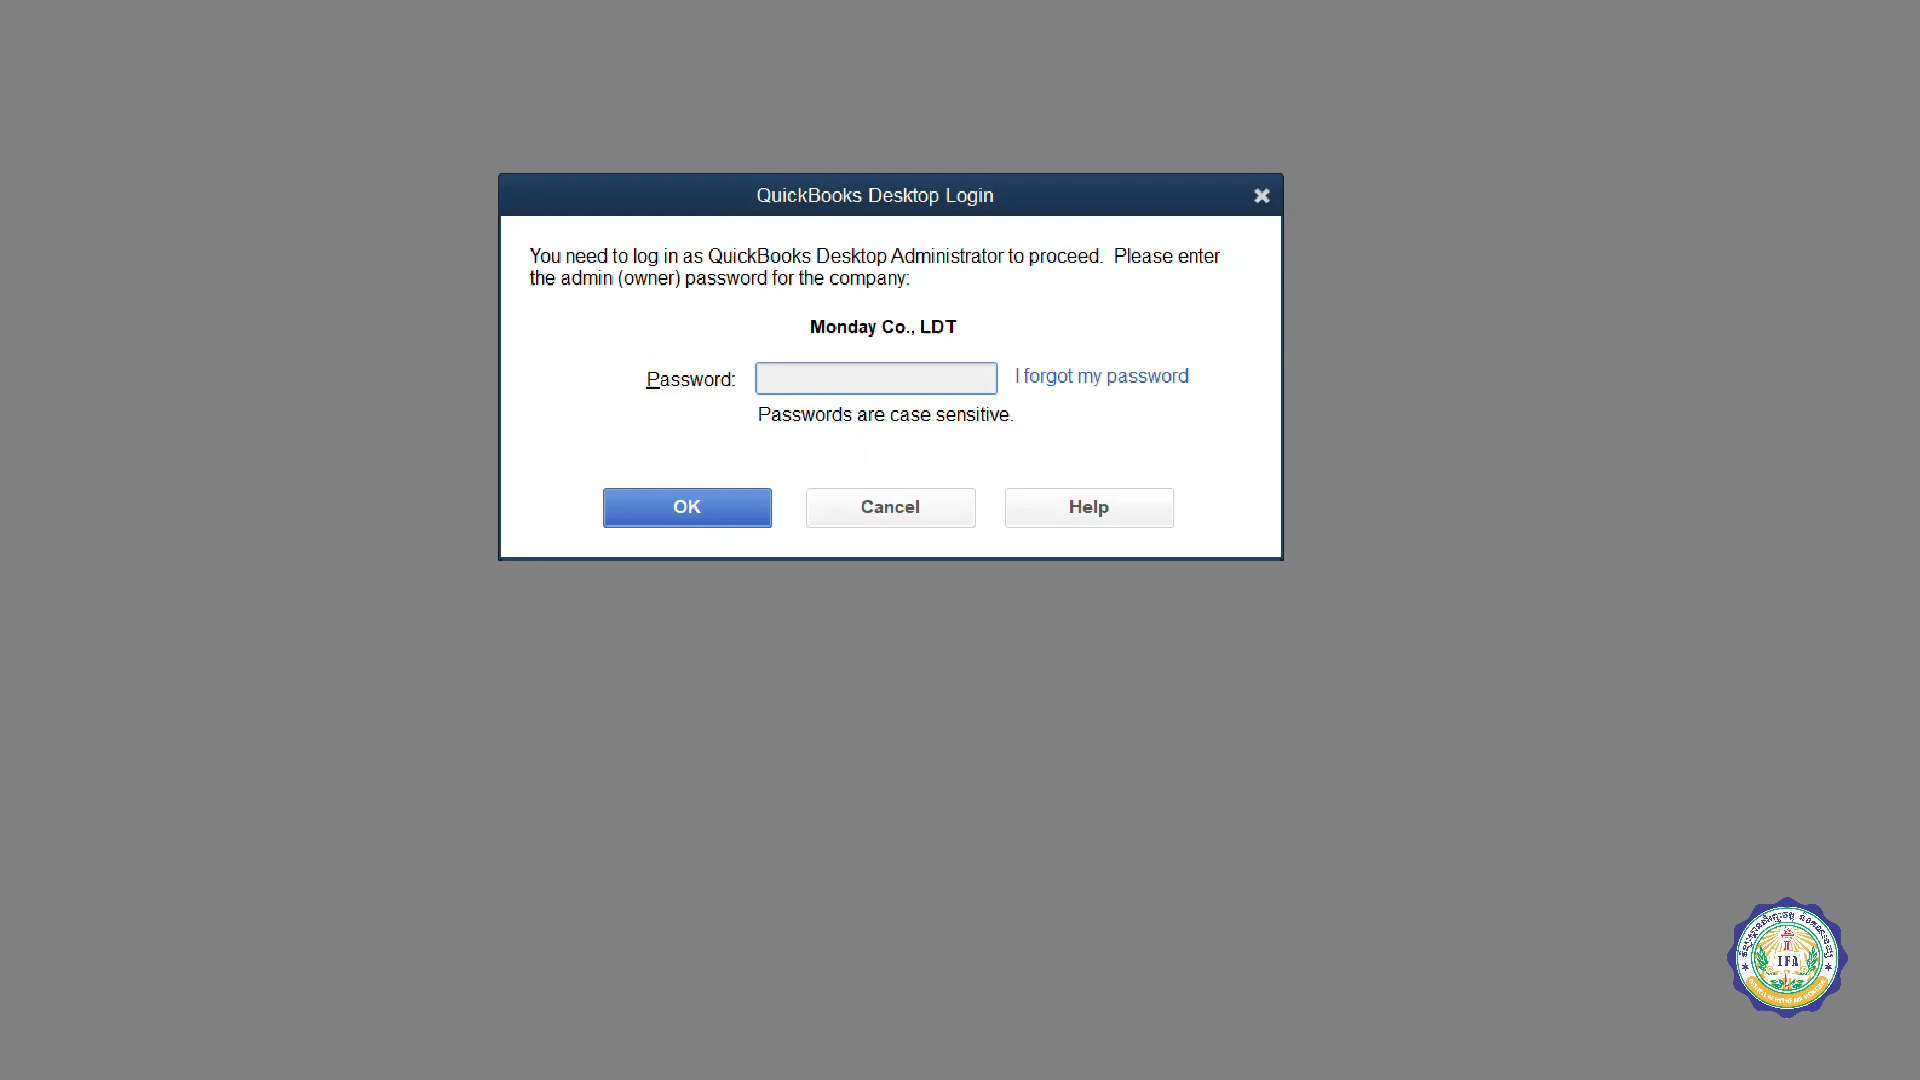 QuickBooks Desktop Login
You need to log in as QuickBooks Desktop Administrator to proceed. Please enter
the admin (owner) password for the company:
Monday Co., LDT
Password:
I forgot my password
Passwords are case sensitive.
OK
Cancel
Help
IFA